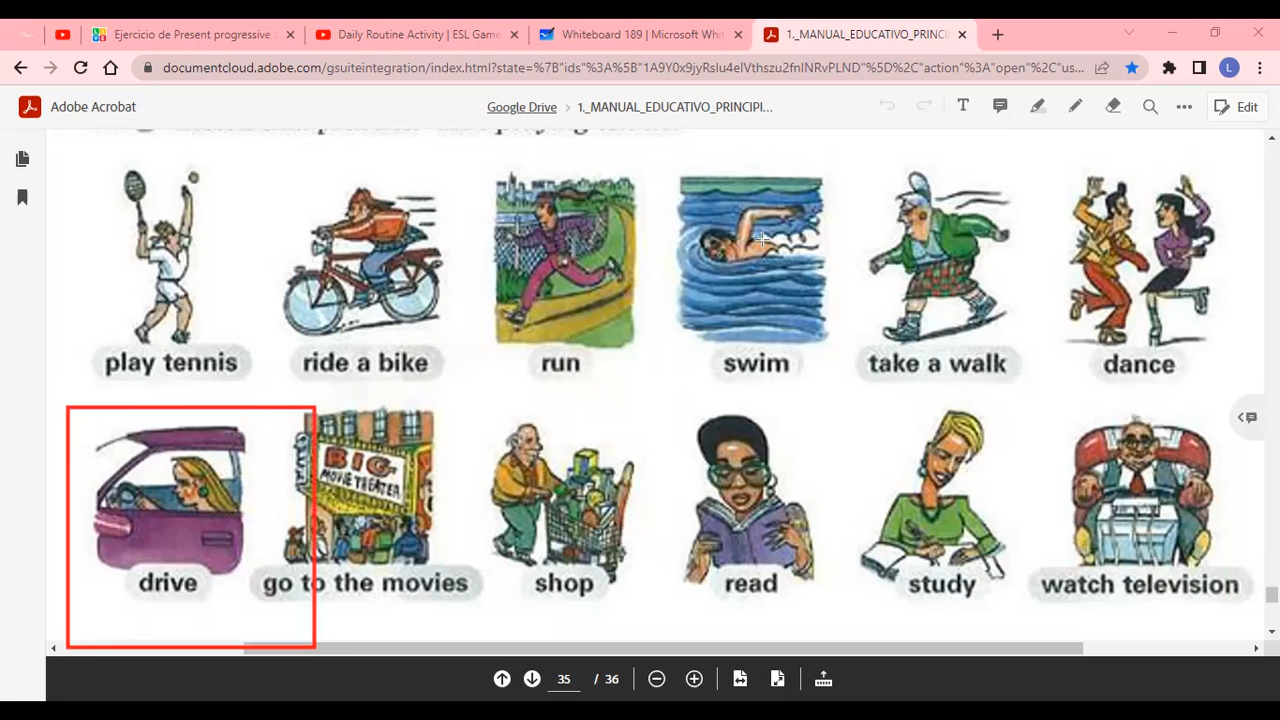 Ejercicio de Present progressive
Daily Routine Activity | ESL Game
Whiteboard 189 | Microsoft Whit
1._MANUAL_EDUCATIVO_PRINCIPI
documentcloud.adobe.com/gsuiteintegration/index.html?state=%7B"ids"%3A%5B"1A9Y0x9jyRslu4elVthszu2fnINRvPLND"%5D%2C"action"%3A"open"%2C"us...
L
Adobe Acrobat
Google Drive > 1._MANUAL_EDUCATIVO_PRINCIPI...
T
Edit
play tennis ride a bike run swim take a walk dance
BIG
MOVIE THEATER
drive go to the movies shop read study watch television
35 / 36